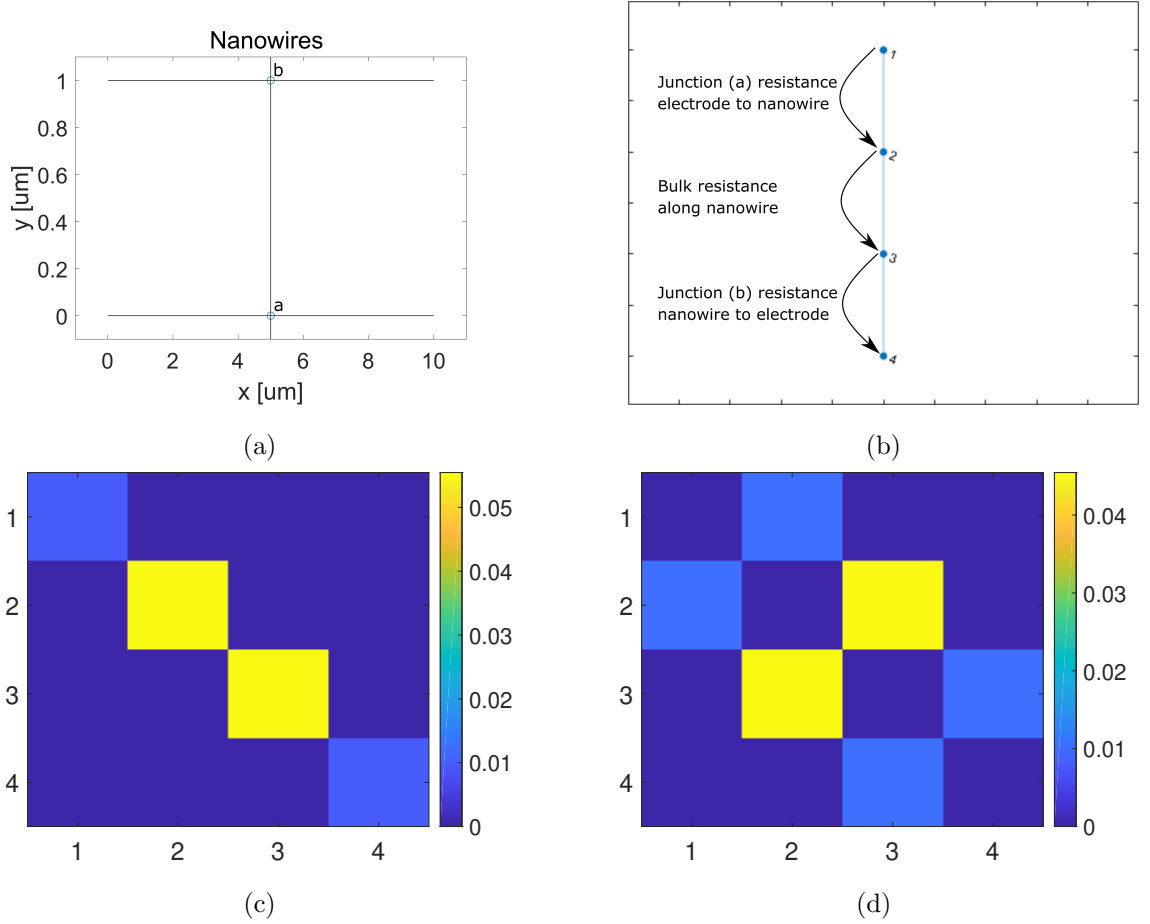 Nanowires
b
1
0.8
0.6
0.4
0.2
0
y [um]
a
0 2 4 6 8 10
x [um]
(a)
1
Junction (a) resistance
electrode to nanowire
2
Bulk resistance
along nanowire
3
Junction (b) resistance
nanowire to electrode
4
(b)
1
2
3
4
1 2 3 4
0.05
0.04
0.03
0.02
0.01
0
(c)
1
2
3
4
1 2 3 4
0.04
0.03
0.02
0.01
0
(d)